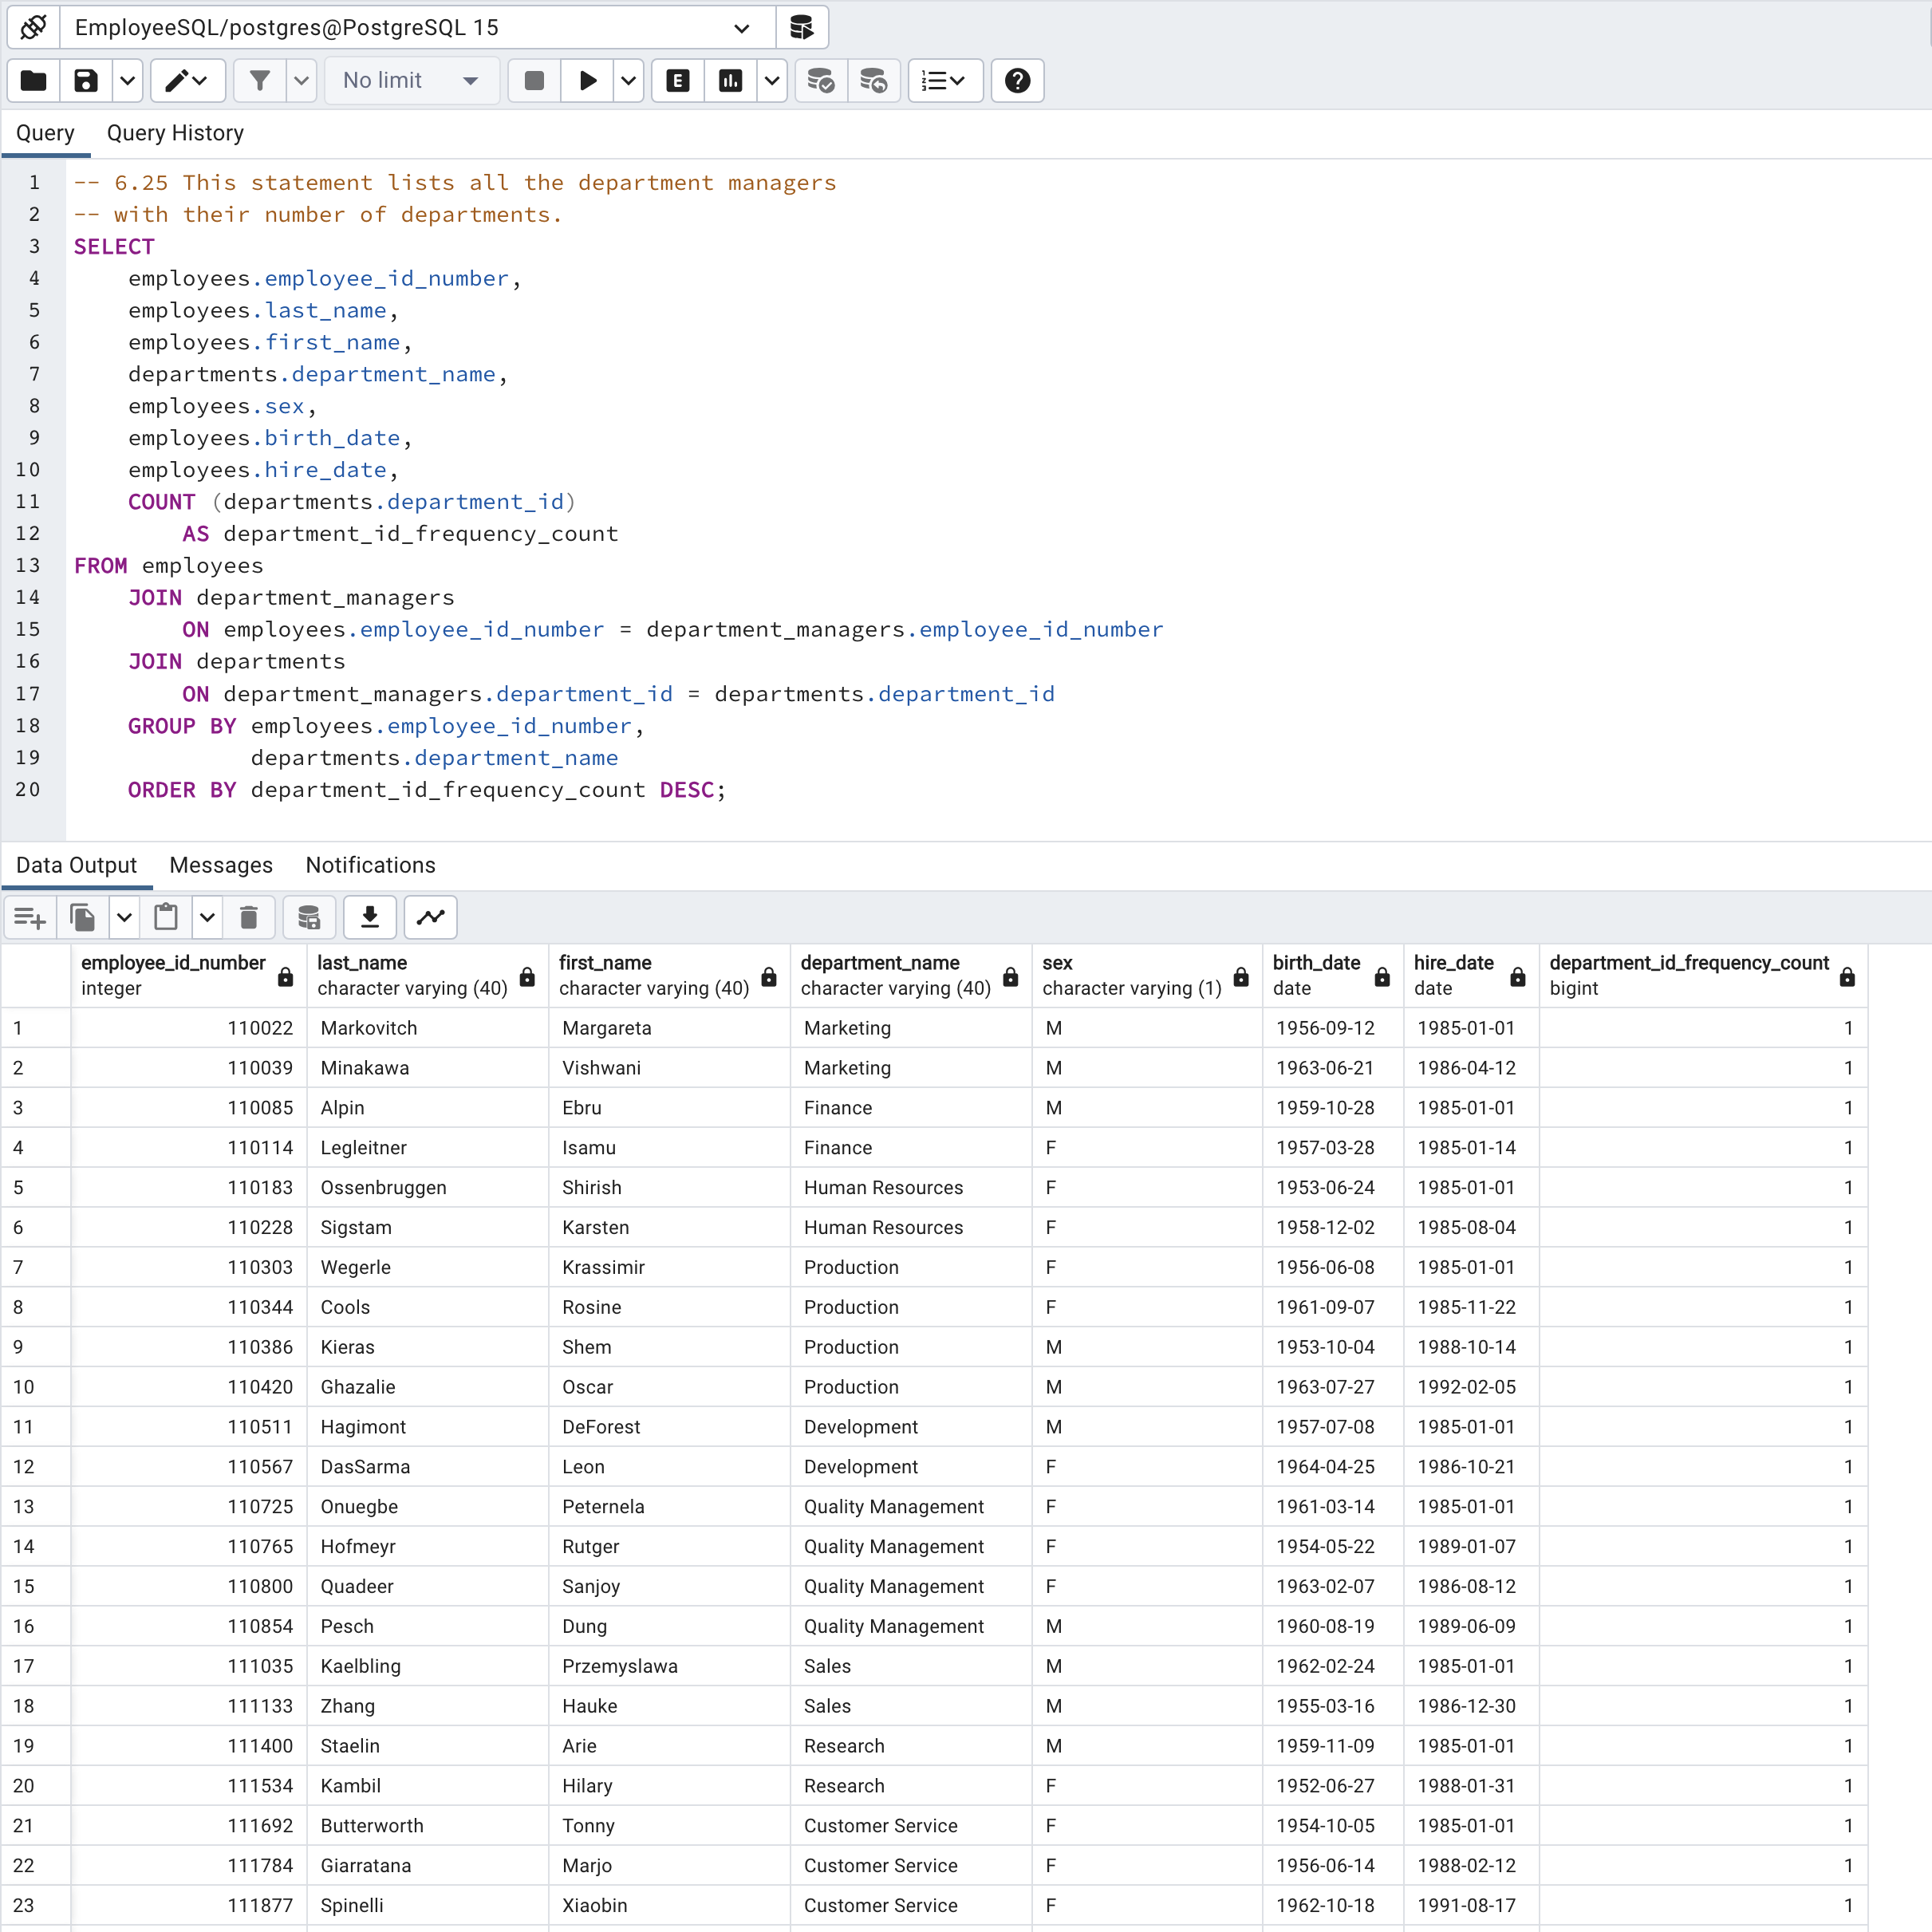 EmployeeSQL/postgres@PostgreSQL 15
No limit
Query Query History
1 -- 6.25 This statement lists all the department managers
2 -- with their number of departments.
3 SELECT
4 employees.employee_id_number,
5 employees.last_name,
6 employees.first_name,
7 departments.department_name,
8 employees.sex,
9 employees.birth_date,
10 employees.hire_date,
11 COUNT (departments.department_id)
12 AS department_id_frequency_count
13 FROM employees
14 JOIN department_managers
15 ON employees.employee_id_number = department_managers.employee_id_number
16 JOIN departments
17 ON department_managers.department_id = departments.department_id
18 GROUP BY employees.employee_id_number,
19 departments.department_name
20 ORDER BY department_id_frequency_count DESC;
Data Output Messages Notifications
employee_id_number last_name first_name department_name sex birth_date hire_date department_id_frequency_count
integer character varying (40) character varying (40) character varying (40) character varying (1) date date bigint
1 110022 Markovitch Margareta Marketing M 1956-09-12 1985-01-01 1
2 110039 Minakawa Vishwani Marketing M 1963-06-21 1986-04-12 1
3 110085 Alpin Ebru Finance M 1959-10-28 1985-01-01 1
4 110114 Legleitner Isamu Finance F 1957-03-28 1985-01-14 1
5 110183 Ossenbruggen Shirish Human Resources F 1953-06-24 1985-01-01 1
6 110228 Sigstam Karsten Human Resources F 1958-12-02 1985-08-04 1
7 110303 Wegerle Krassimir Production F 1956-06-08 1985-01-01 1
8 110344 Cools Rosine Production F 1961-09-07 1985-11-22 1
9 110386 Kieras Shem Production M 1953-10-04 1988-10-14 1
10 110420 Ghazalie Oscar Production M 1963-07-27 1992-02-05 1
11 110511 Hagimont DeForest Development M 1957-07-08 1985-01-01 1
12 110567 DasSarma Leon Development F 1964-04-25 1986-10-21 1
13 110725 Onuegbe Peternela Quality Management F 1961-03-14 1985-01-01 1
14 110765 Hofmeyr Rutger Quality Management F 1954-05-22 1989-01-07 1
15 110800 Quadeer Sanjoy Quality Management F 1963-02-07 1986-08-12 1
16 110854 Pesch Dung Quality Management M 1960-08-19 1989-06-09 1
17 111035 Kaelbling Przemyslawa Sales M 1962-02-24 1985-01-01 1
18 111133 Zhang Hauke Sales M 1955-03-16 1986-12-30 1
19 111400 Staelin Arie Research M 1959-11-09 1985-01-01 1
20 111534 Kambil Hilary Research F 1952-06-27 1988-01-31 1
21 111692 Butterworth Tonny Customer Service F 1954-10-05 1985-01-01 1
22 111784 Giarratana Marjo Customer Service F 1956-06-14 1988-02-12 1
23 111877 Spinelli Xiaobin Customer Service F 1962-10-18 1991-08-17 1